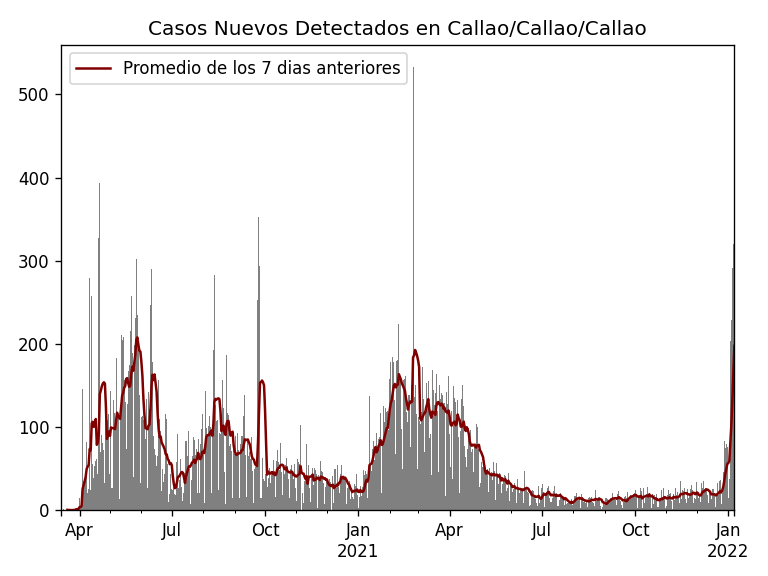 Casos Nuevos Detectados en Callao/Callao/Callao
Promedio de los 7 dias anteriores
500
400
300
200
100
0
Apr Jul Oct Jan Apr Jul Oct Jan
2021 2022